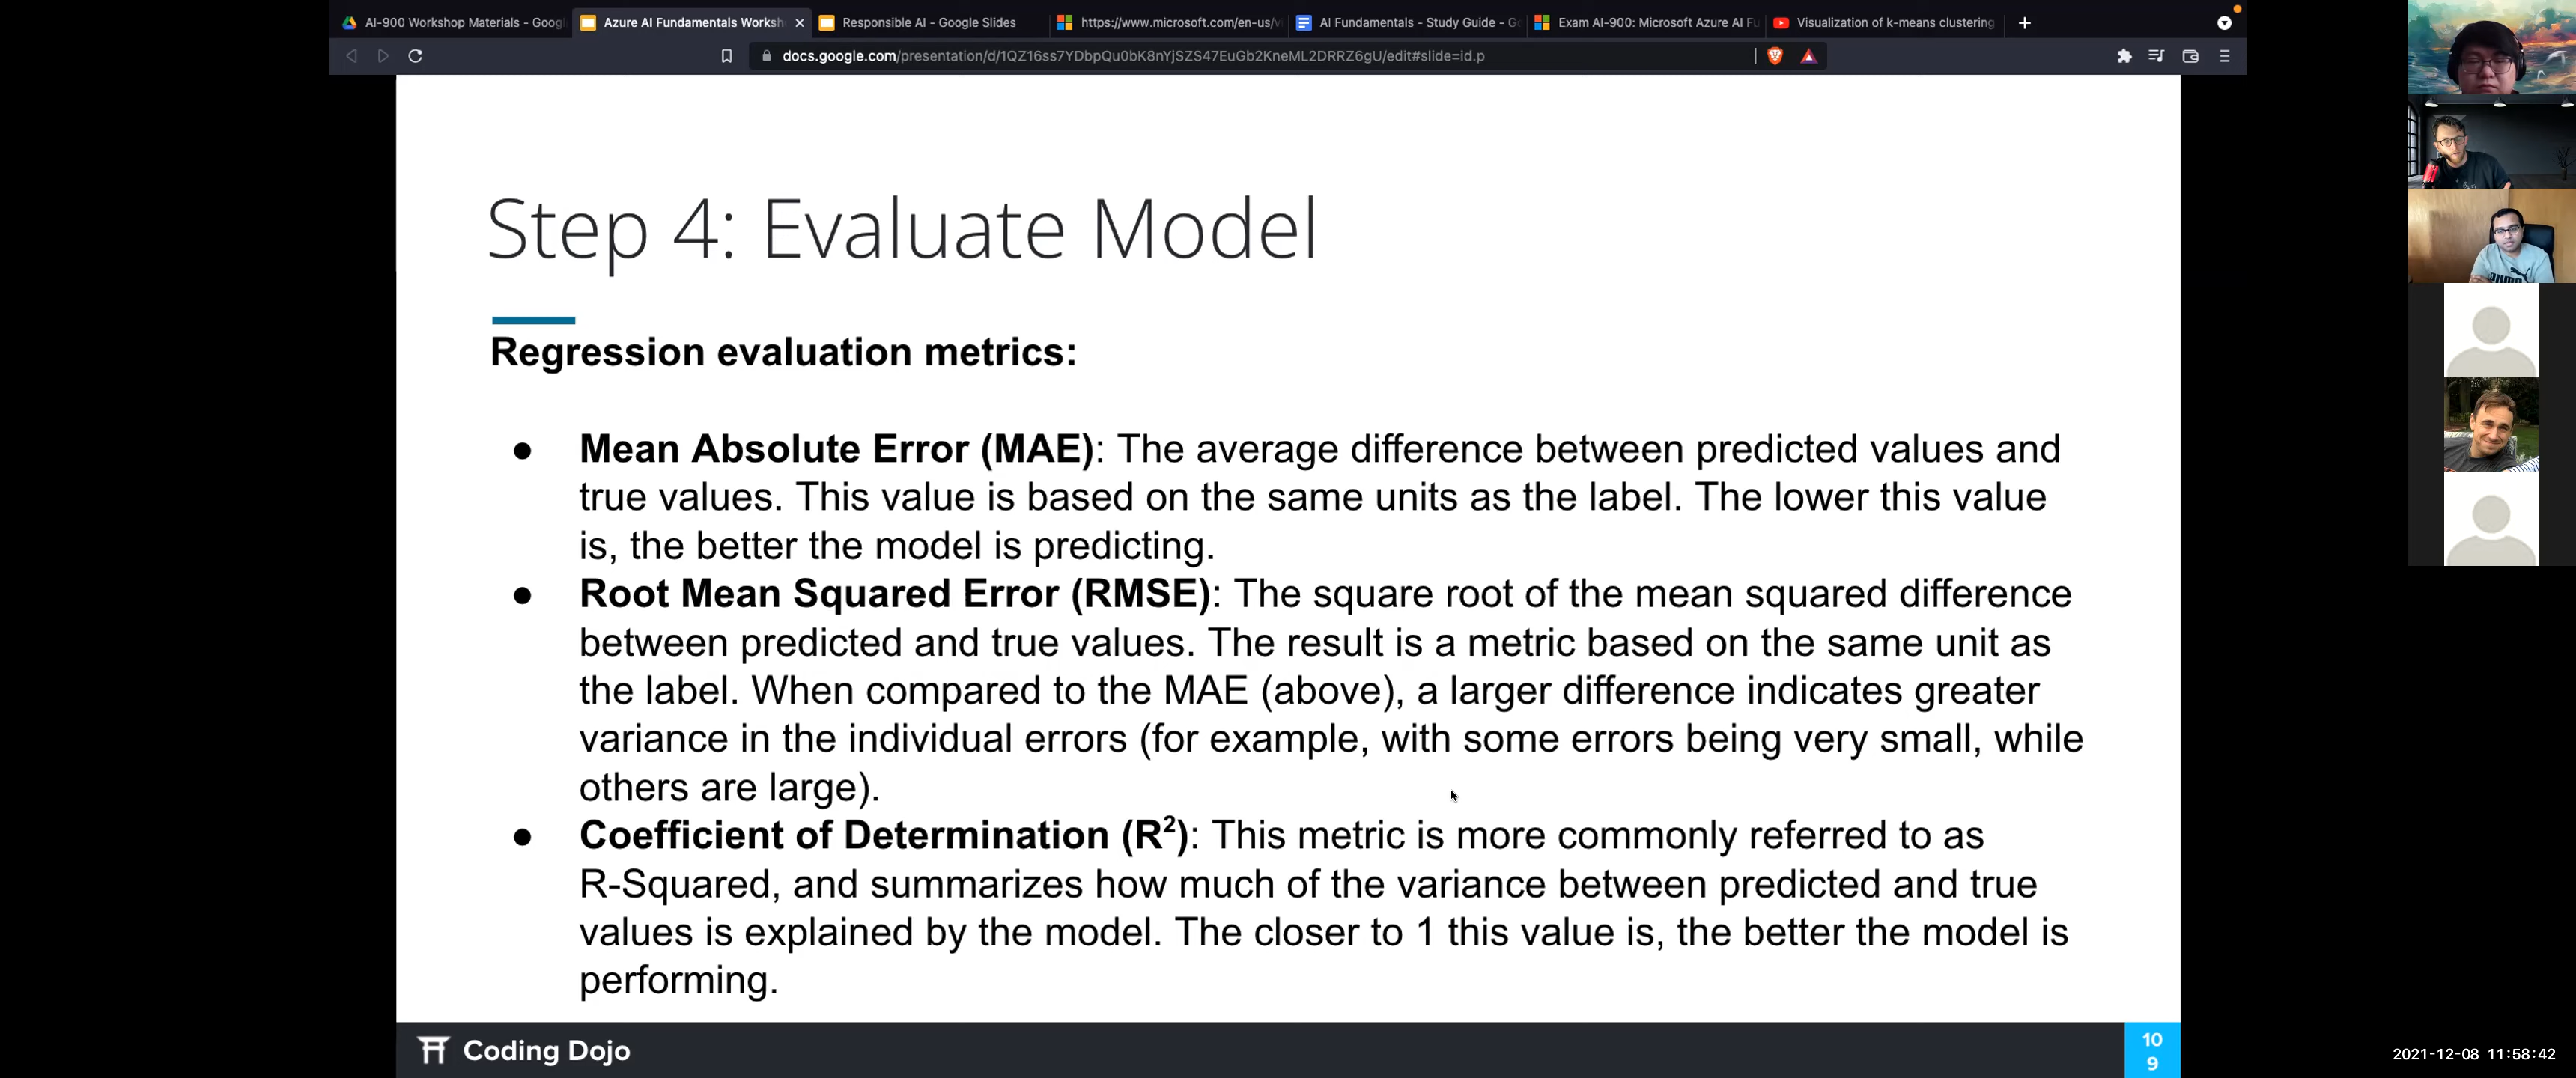 AI-900 Workshop Materials - Googl
Azure AI Fundamentals Worksh
Responsible AI - Google Slides
https://www.microsoft.com/en-us/v
AI Fundamentals - Study Guide - G
Exam AI-900: Microsoft Azure AI Fu
Visualization of k-means clustering
docs.google.com/presentation/d/1QZ16ss7YDbpQu0bK8nYjSZS47EuGb2KneML2DRRZ6gU/edit#slide=id.p
Step 4: Evaluate Model
Regression evaluation metrics:
● Mean Absolute Error (MAE): The average difference between predicted values and
true values. This value is based on the same units as the label. The lower this value
is, the better the model is predicting.
● Root Mean Squared Error (RMSE): The square root of the mean squared difference
between predicted and true values. The result is a metric based on the same unit as
the label. When compared to the MAE (above), a larger difference indicates greater
variance in the individual errors (for example, with some errors being very small, while
others are large).
● Coefficient of Determination (R²): This metric is more commonly referred to as
R-Squared, and summarizes how much of the variance between predicted and true
values is explained by the model. The closer to 1 this value is, the better the model is
performing.
Coding Dojo
10
9
PUMA
2021-12-08 11:58:42